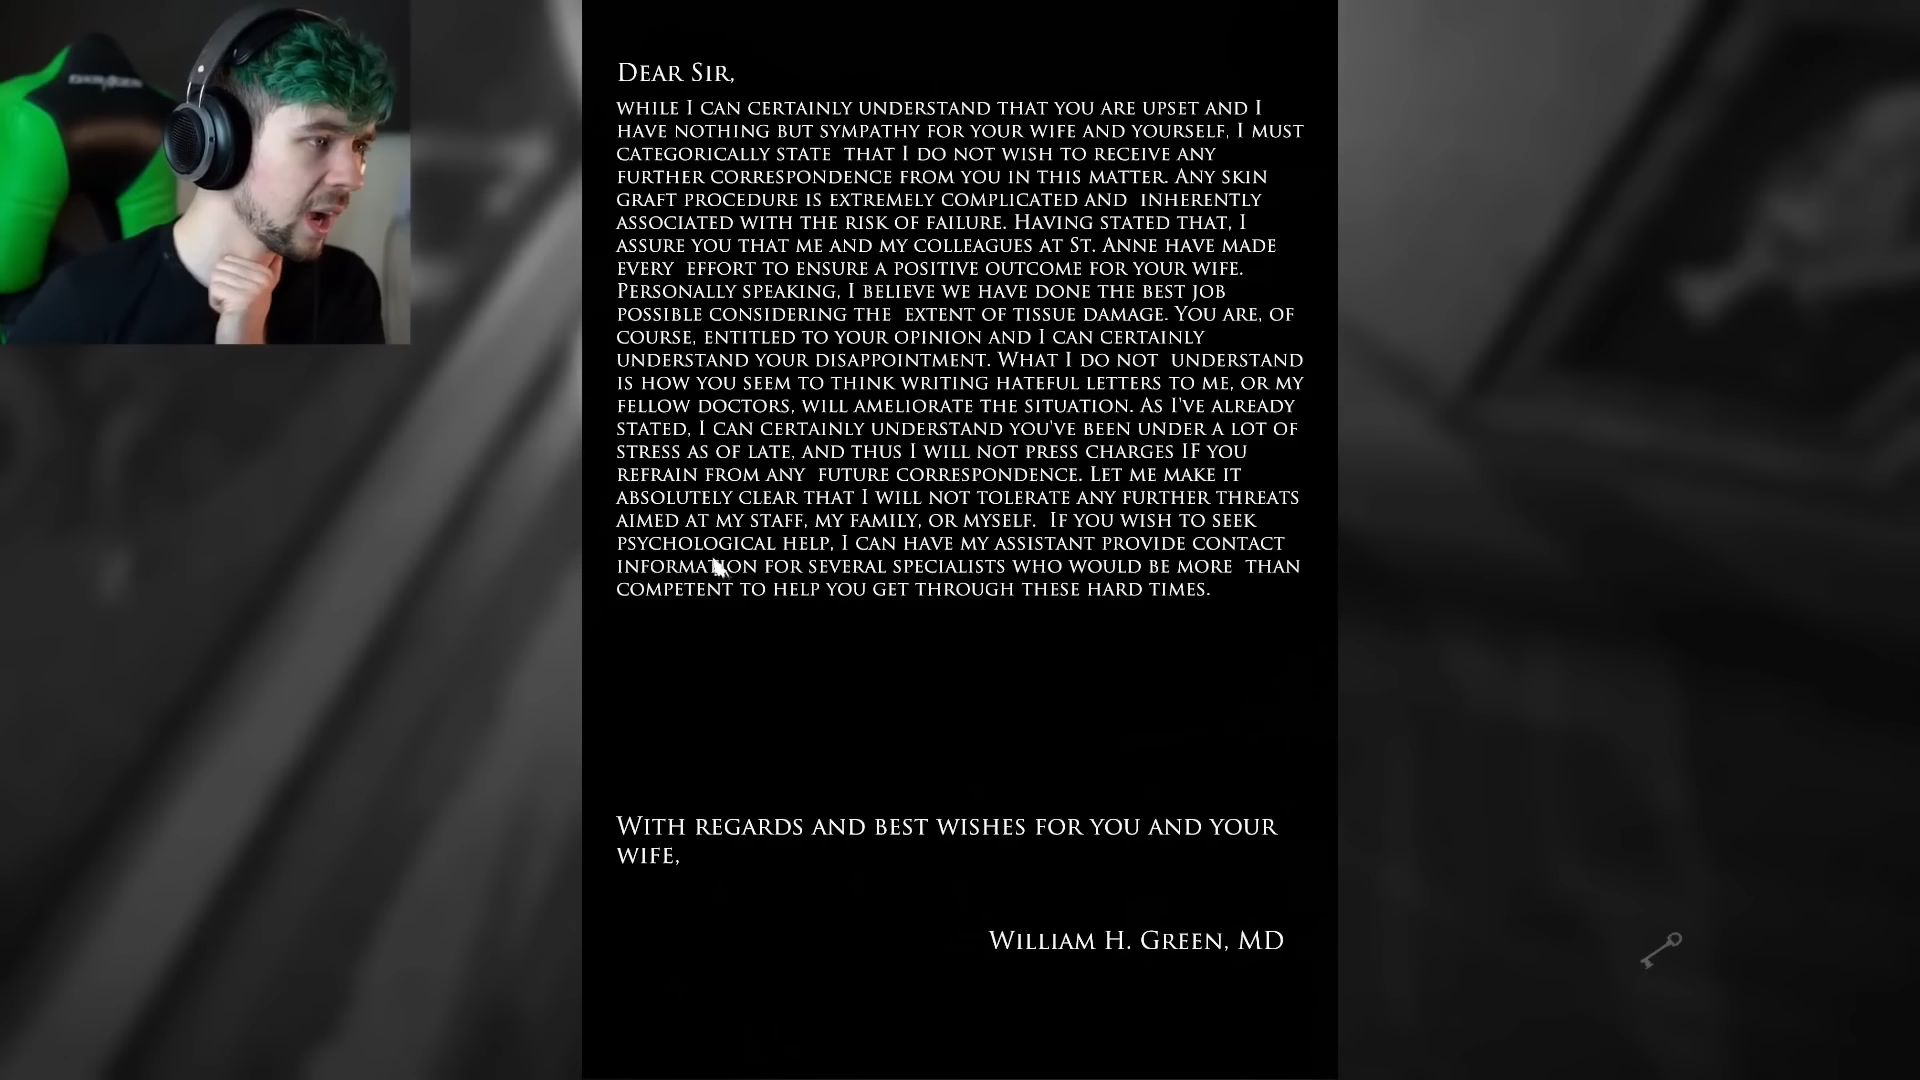 Dear Sir,
while I can certainly understand that you are upset and I
have nothing but sympathy for your wife and yourself, I must
categorically state that I do not wish to receive any
further correspondence from you in this matter. Any skin
graft procedure is extremely complicated and inherently
associated with the risk of failure. Having stated that, I
assure you that me and my colleagues at St. Anne have made
every effort to ensure a positive outcome for your wife.
Personally speaking, I believe we have done the best job
possible considering the extent of tissue damage. You are, of
course, entitled to your opinion and I can certainly
understand your disappointment. What I do not understand
is how you seem to think writing hateful letters to me, or my
fellow doctors, will ameliorate the situation. As I've already
stated, I can certainly understand you've been under a lot of
stress as of late, and thus I will not press charges IF you
refrain from any future correspondence. Let me make it
absolutely clear that I will not tolerate any further threats
aimed at my staff, my family, or myself. If you wish to seek
psychological help, I can have my assistant provide contact
information for several specialists who would be more than
competent to help you get through these hard times.
With regards and best wishes for you and your
wife,
William H. Green, MD